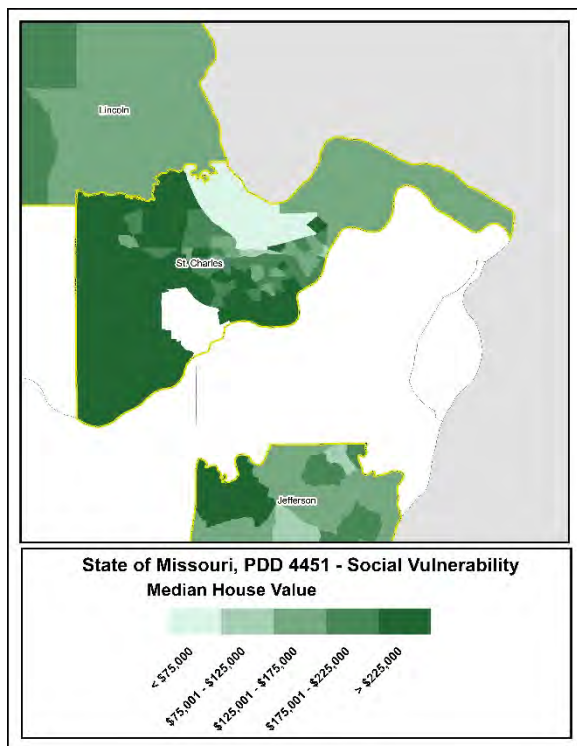 Lincoln
St. Charles
Jefferson
State of Missouri, PDD 4451 - Social Vulnerability
Median House Value
< $75,000
$75,001 - $125,000
$125,001 - $175,000
$175,001 - $225,000
> $225,000